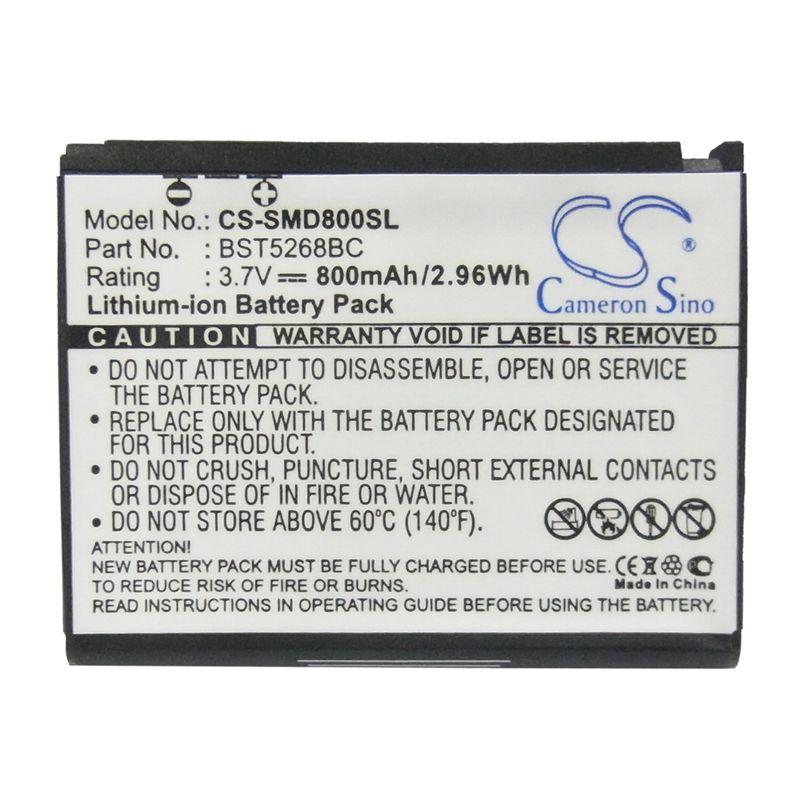 Model No.: CS-SMD800SL
Part No. : BST5268BC
Rating : 3.7V 800mAh/2.96Wh
Lithium-ion Battery Pack
CS
®
Cameron Sino
CAUTION WARRANTY VOID IF LABEL IS REMOVED
• DO NOT ATTEMPT TO DISASSEMBLE, OPEN OR SERVICE
THE BATTERY PACK.
• REPLACE ONLY WITH THE BATTERY PACK DESIGNATED
FOR THIS PRODUCT.
• DO NOT CRUSH, PUNCTURE, SHORT EXTERNAL CONTACTS
OR DISPOSE IN FIRE OR WATER.
• DO NOT STORE ABOVE 60°C (140°F).
ATTENTION!
NEW BATTERY PACK MUST BE FULLY CHARGED BEFORE USE
TO REDUCE RISK OF FIRE OR BURNS.
READ INSTRUCTIONS IN OPERATING GUIDE BEFORE USING THE BATTERY.
CE
Made in China